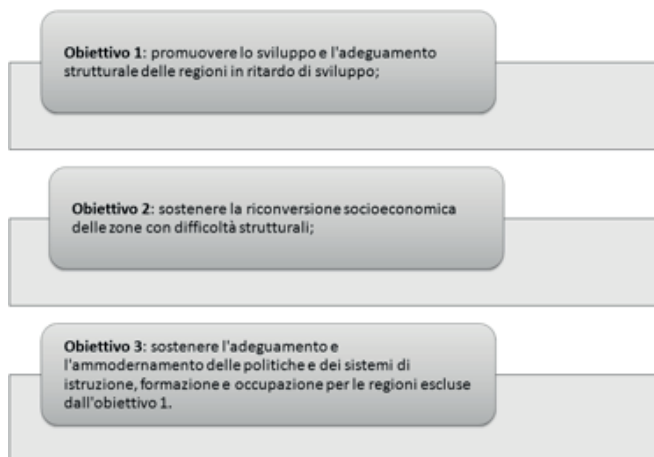 Obiettivo 1: promuovere lo sviluppo e l'adeguamento
strutturale delle regioni in ritardo di sviluppo;
Obiettivo 2: sostenere la riconversione socioeconomica
delle zone con difficoltà strutturali;
Obiettivo 3: sostenere l'adeguamento e
l'ammodernamento delle politiche e dei sistemi di
istruzione, formazione e occupazione per le regioni escluse
dall'obiettivo 1.